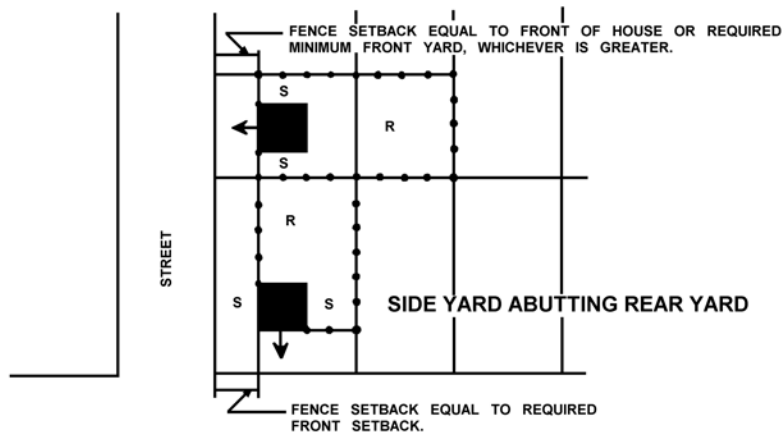 FENCE SETBACK EQUAL TO FRONT OF HOUSE OR REQUIRED
MINIMUM FRONT YARD, WHICHEVER IS GREATER.
S
R
S
STREET
R
S
S
SIDE YARD ABUTTING REAR YARD
FENCE SETBACK EQUAL TO REQUIRED
FRONT SETBACK.